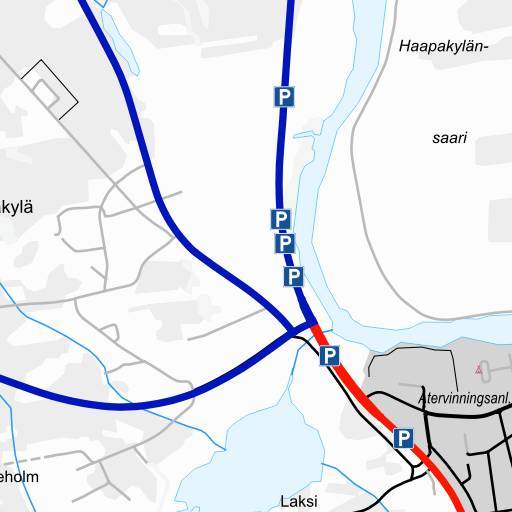 Haapakylän-
P
saari
kylä
P
P
P
P
Återvinningsanl.
P
eholm
Laksi